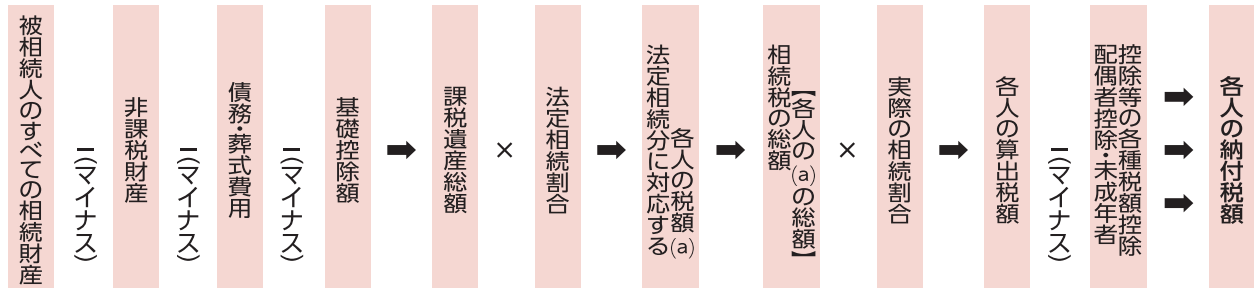 被相続人のすべての相続財産
−(マイナス)
非課税財産
−(マイナス)
債務・葬式費用
−(マイナス)
基礎控除額
➡
課税遺産総額
×
法定相続割合
➡
法定相続分に対応する
各人の税額(a)
➡
相続税の総額
【各人の(a)の総額】
×
実際の相続割合
➡
各人の算出税額
−(マイナス)
配偶者控除・未成年者
控除等の各種税額控除
➡
➡
➡
各人の納付税額